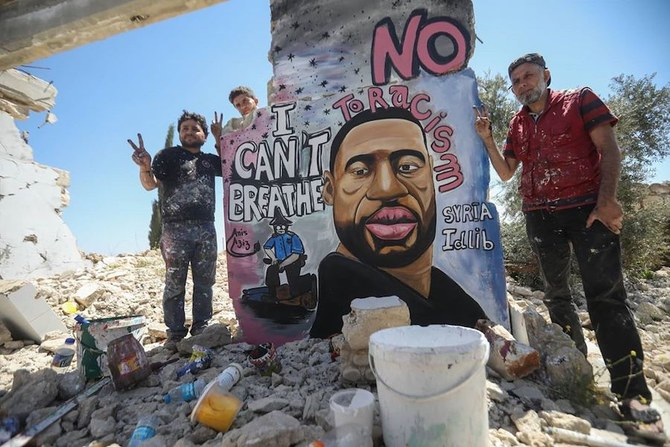 NO
To Racism
I
CAN'T
BREATHE
SYRIA
Idlib